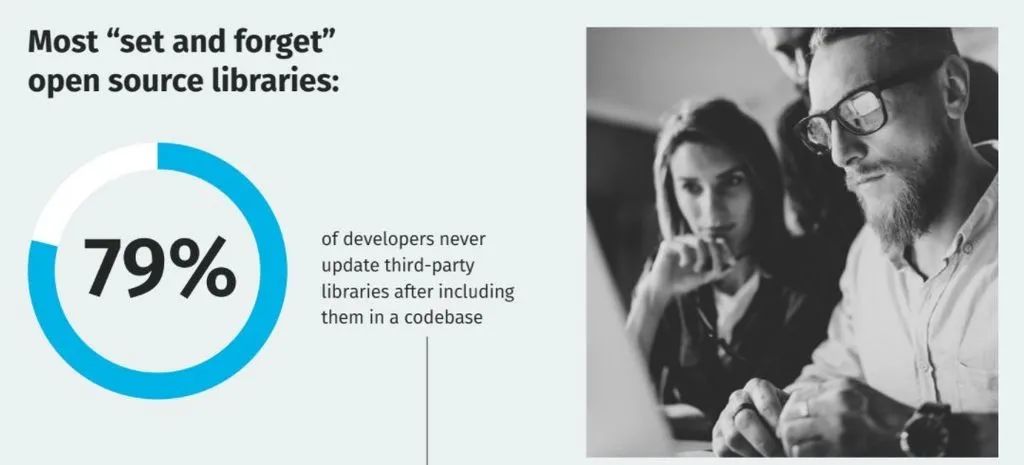 Most “set and forget”
open source libraries:
79%
of developers never
update third-party
libraries after including
them in a codebase